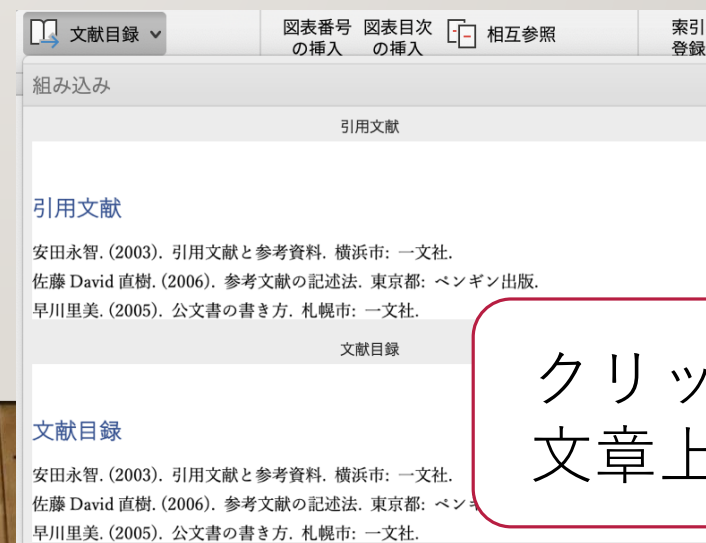 文献目録
図表番号 図表目次
の挿入 の挿入
相互参照
索引
登録
組み込み
引用文献
引用文献
安田永智. (2003). 引用文献と参考資料. 横浜市: 一文社.
佐藤 David 直樹. (2006). 参考文献の記述法. 東京都: ペンギン出版.
早川里美. (2005). 公文書の書き方. 札幌市: 一文社.
文献目録
文献目録
安田永智. (2003). 引用文献と参考資料. 横浜市: 一文社.
佐藤 David 直樹. (2006). 参考文献の記述法. 東京都: ペン
早川里美. (2005). 公文書の書き方. 札幌市: 一文社.
クリッ
文章上